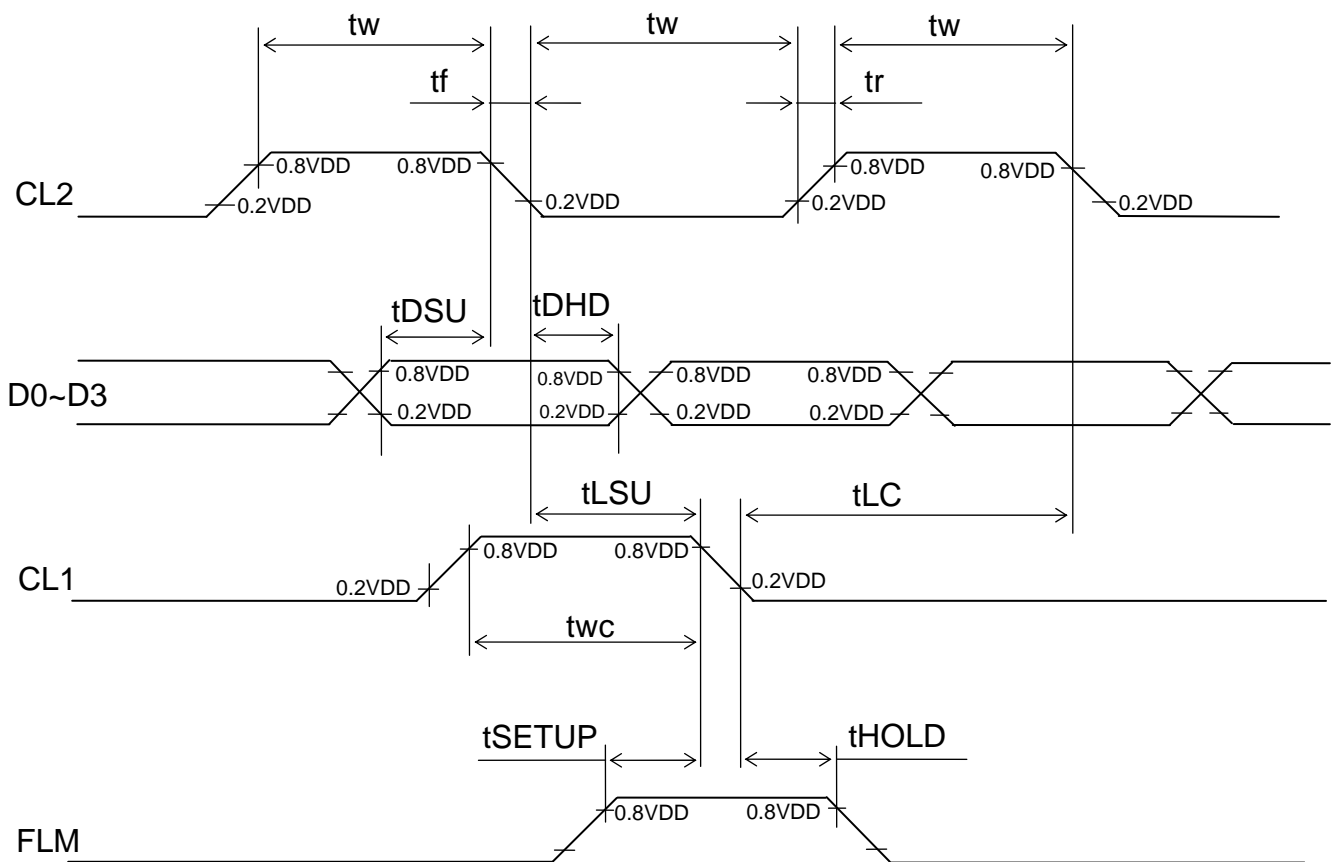 tw tw tw
tf tr
0.8VDD 0.8VDD 0.8VDD 0.8VDD
CL2
0.2VDD 0.2VDD 0.2VDD 0.2VDD
tDSU tDHD
0.8VDD 0.8VDD 0.8VDD 0.8VDD
D0~D3
0.2VDD 0.2VDD 0.2VDD 0.2VDD
tLSU tLC
0.8VDD 0.8VDD
CL1
0.2VDD 0.2VDD
twc
tSETUP tHOLD
0.8VDD 0.8VDD
FLM